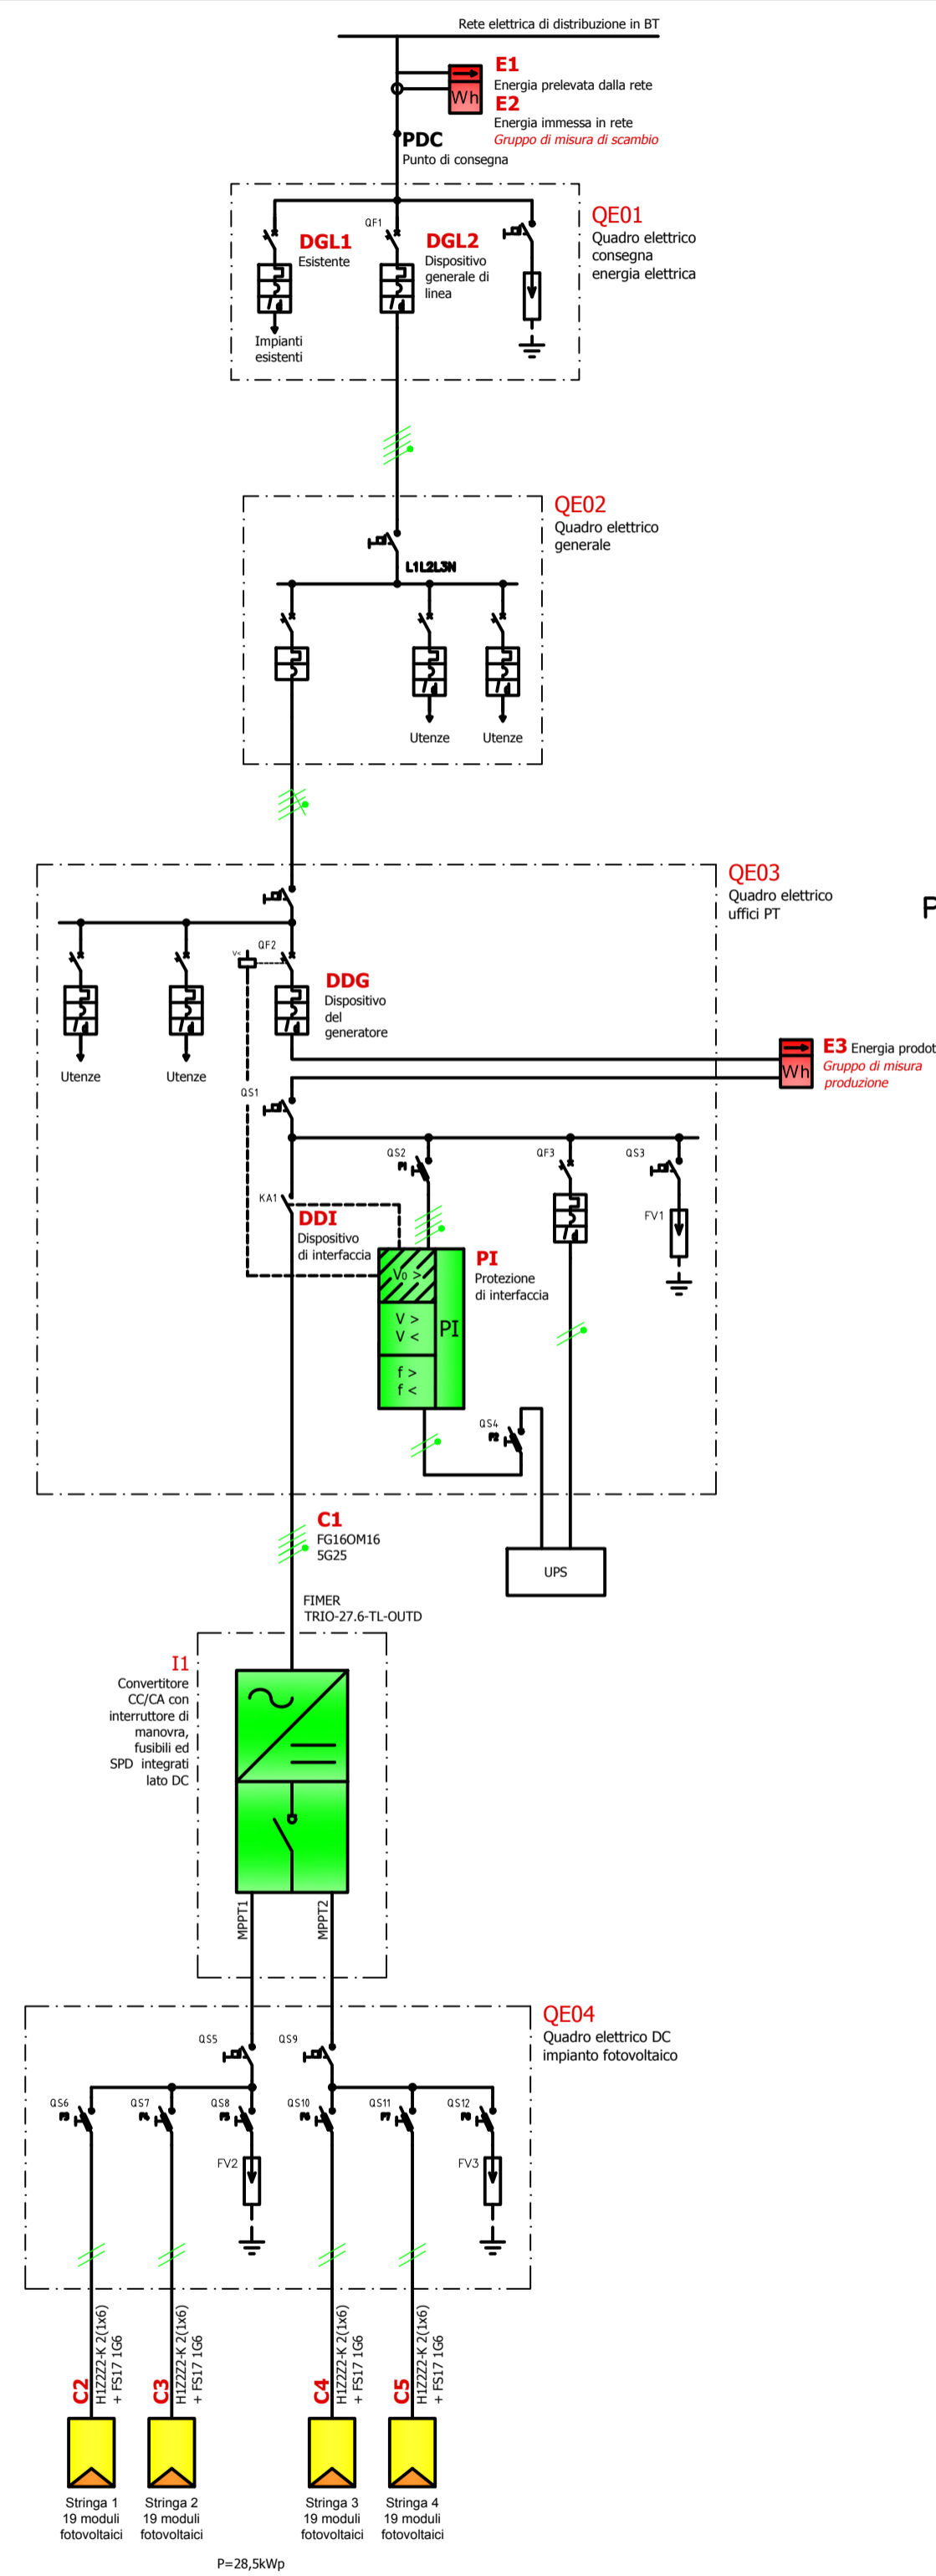 Rete elettrica di distribuzione in BT
E1
Energia prelevata dalla rete
Wh
E2
Energia immessa in rete
Gruppo di misura di scambio
PDC
Punto di consegna
QE01
Quadro elettrico
consegna
energia elettrica
QF1
DGL1
Esistente
DGL2
Dispositivo
generale di
linea
Impianti
esistenti
QE02
Quadro elettrico
generale
L1L2L3N
Utenze
Utenze
QE03
Quadro elettrico
uffici PT
P
QF2
V<
DDG
Dispositivo
del
generatore
Utenze
Utenze
E3 Energia prodot
Wh
Gruppo di misura
produzione
QS1
QS2
F1
QF3
QS3
KA1
DDI
Dispositivo
di interfaccia
FV1
V0 >
V >
V <
f >
f <
PI
PI
Protezione
di interfaccia
QS4
F2
C1
FG16OM16
5G25
UPS
FIMER
TRIO-27.6-TL-OUTD
I1
Convertitore
CC/CA con
interruttore di
manovra,
fusibili ed
SPD integrati
lato DC
MPPT1
MPPT2
QE04
Quadro elettrico DC
impianto fotovoltaico
QS5
QS9
QS6
F3
QS7
F4
QS8
F5
QS10
F6
QS11
F7
QS12
F8
FV2
FV3
C2
H1Z2Z2-K 2(1x6)
+ FS17 1G6
C3
H1Z2Z2-K 2(1x6)
+ FS17 1G6
C4
H1Z2Z2-K 2(1x6)
+ FS17 1G6
C5
H1Z2Z2-K 2(1x6)
+ FS17 1G6
Stringa 1
19 moduli
fotovoltaici
Stringa 2
19 moduli
fotovoltaici
Stringa 3
19 moduli
fotovoltaici
Stringa 4
19 moduli
fotovoltaici
P=28,5kWp